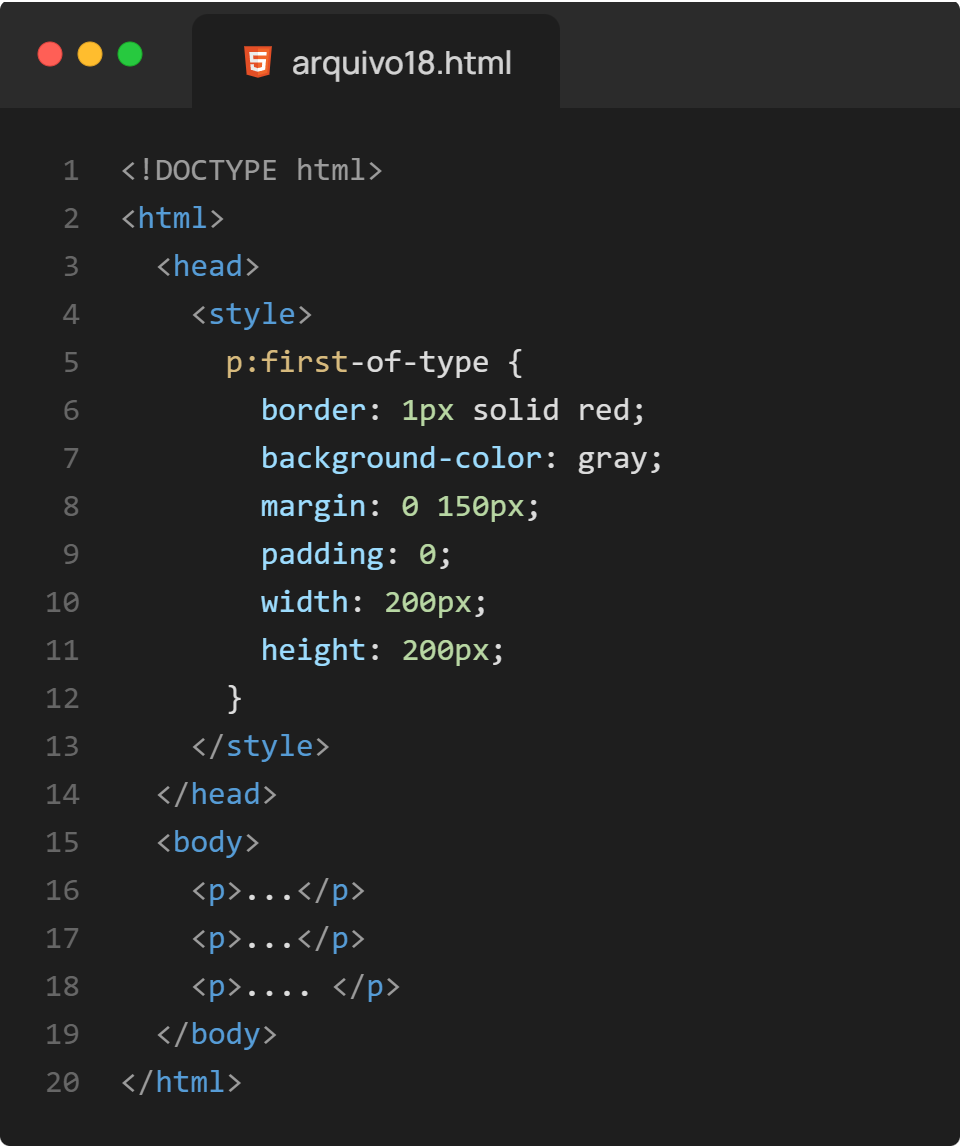 arquivo18.html
1 <!DOCTYPE html>
2 <html>
3   <head>
4     <style>
5       p:first-of-type {
6         border: 1px solid red;
7         background-color: gray;
8         margin: 0 150px;
9         padding: 0;
10         width: 200px;
11         height: 200px;
12       }
13     </style>
14   </head>
15   <body>
16     <p>...</p>
17     <p>...</p>
18     <p>.... </p>
19   </body>
20 </html>